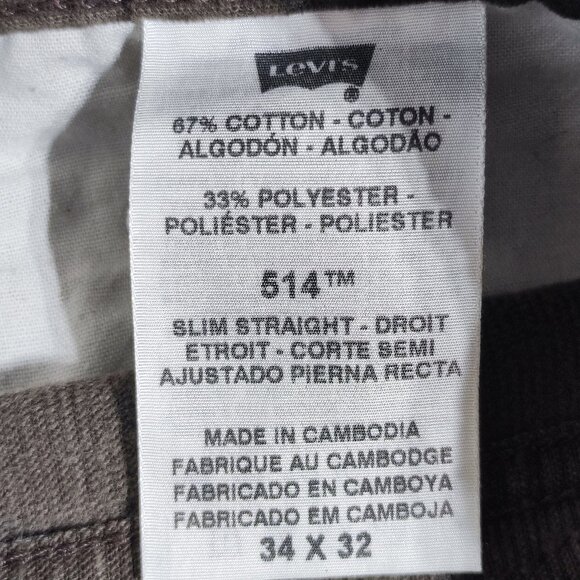 LEVI'S
®
67% COTTON - COTON -
ALGODÓN - ALGODÃO
33% POLYESTER -
POLIÉSTER - POLIESTER
514™
SLIM STRAIGHT - DROIT
ETROIT - CORTE SEMI
AJUSTADO PIERNA RECTA
MADE IN CAMBODIA
FABRIQUE AU CAMBODGE
FABRICADO EN CAMBOYA
FABRICADO EM CAMBOJA
34 X 32